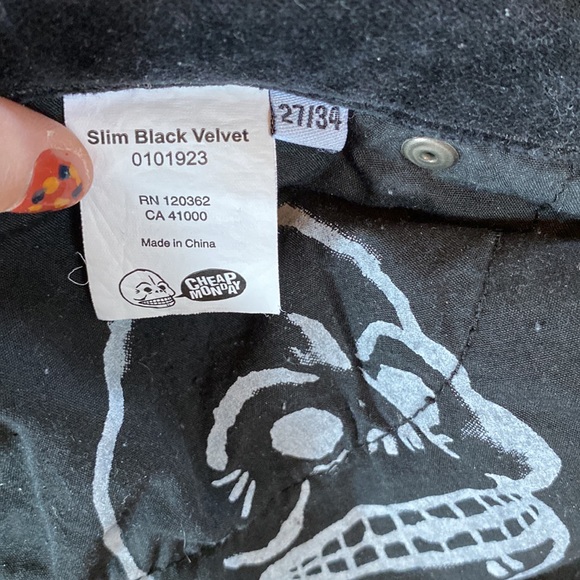 Slim Black Velvet
0101923
RN 120362
CA 41000
Made in China
CHEAP
MONDAY
27/34